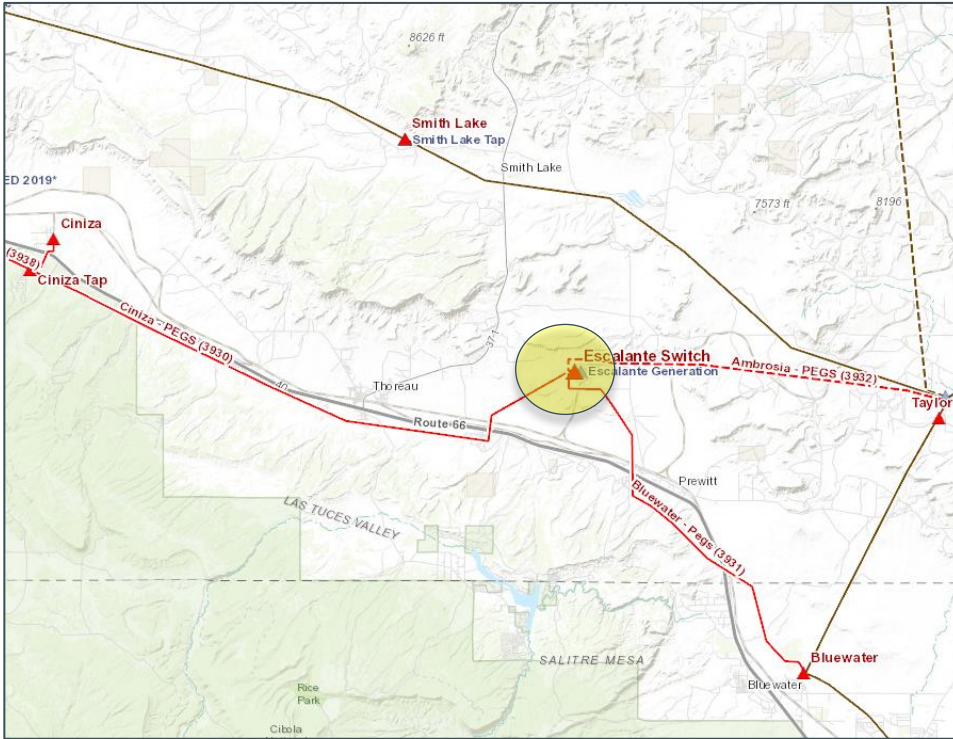 8626 ft
Smith Lake
Smith Lake Tap
Smith Lake
ED 2019*
7573 ft
8196
Ciniza
(3938)
Ciniza Tap
Ciniza - PEGS (3930)
37-1
Escalante Switch
Escalante Generation
Ambrosia - PEGS (3932)
40
Thoreau
Taylor
Route 66
Prewitt
Bluewater - Pegs (3931)
LAS TUCES VALLEY
SALITRE MESA
Bluewater
Bluewater
Rice
Park
Cibola